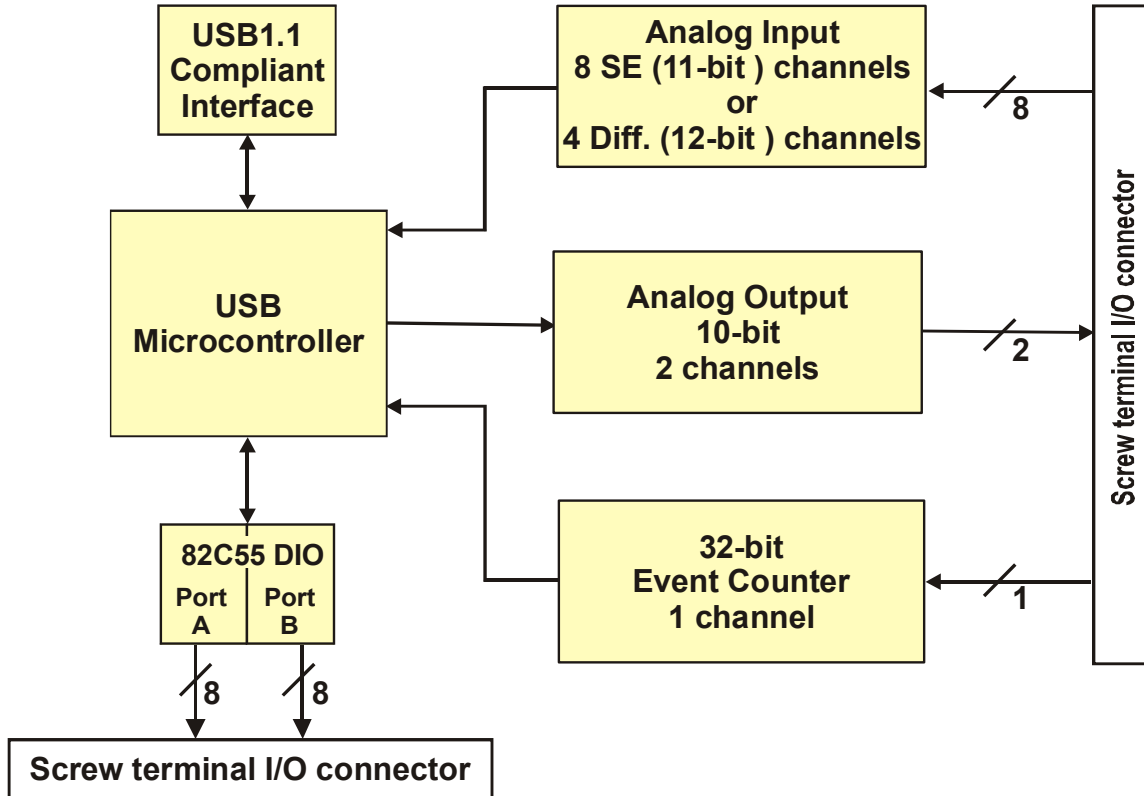 USB1.1
Compliant
Interface
Analog Input
8 SE (11-bit ) channels
or
4 Diff. (12-bit ) channels
8
Screw terminal I/O connector
USB
Microcontroller
Analog Output
10-bit
2 channels
2
82C55 DIO
Port
A
Port
B
8
8
32-bit
Event Counter
1 channel
1
Screw terminal I/O connector